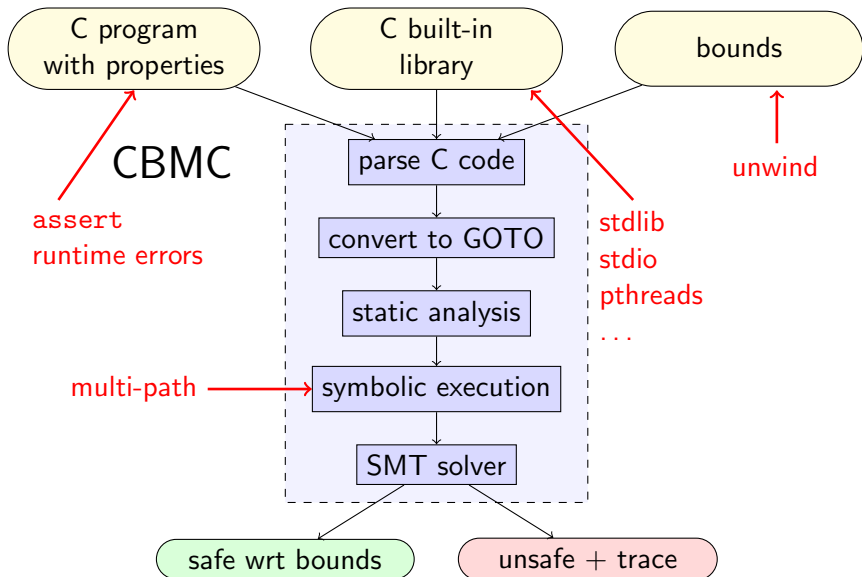 C program
with properties
C built-in
library
bounds
CBMC
parse C code
unwind
assert
runtime errors
convert to GOTO
stdlib
stdio
pthreads
...
static analysis
multi-path
symbolic execution
SMT solver
safe wrt bounds
unsafe + trace